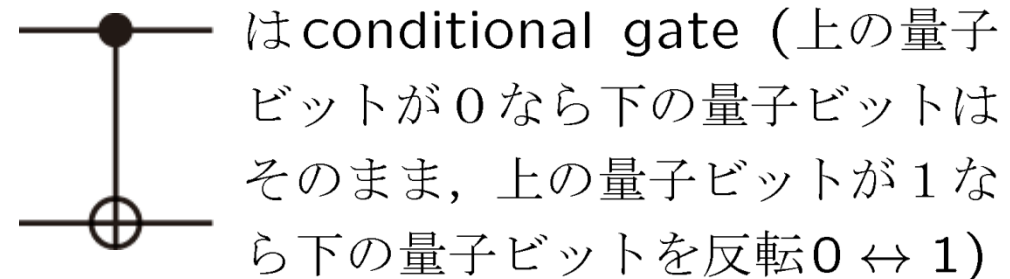 はconditional gate (上の量子
ビットが０なら下の量子ビットは
そのまま, 上の量子ビットが１な
ら下の量子ビットを反転0 ↔ 1)